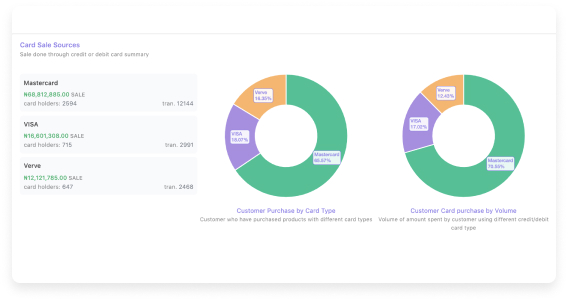 Card Sale Sources
Sale done through credit or debit card summary
Mastercard
₦68,812,885.00 SALE
card holders: 2594
tran. 12144
VISA
₦16,601,308.00 SALE
card holders: 715
tran. 2991
Verve
₦12,121,785.00 SALE
card holders: 647
tran. 2468
Verve
16.35%
VISA
18.07%
Mastercard
65.57%
Customer Purchase by Card Type
Customer who have purchased products with different card types
Verve
12.43%
VISA
17.02%
Mastercard
70.55%
Customer Card purchase by Volume
Volume of amount spent by customer using different credit/debit
card type